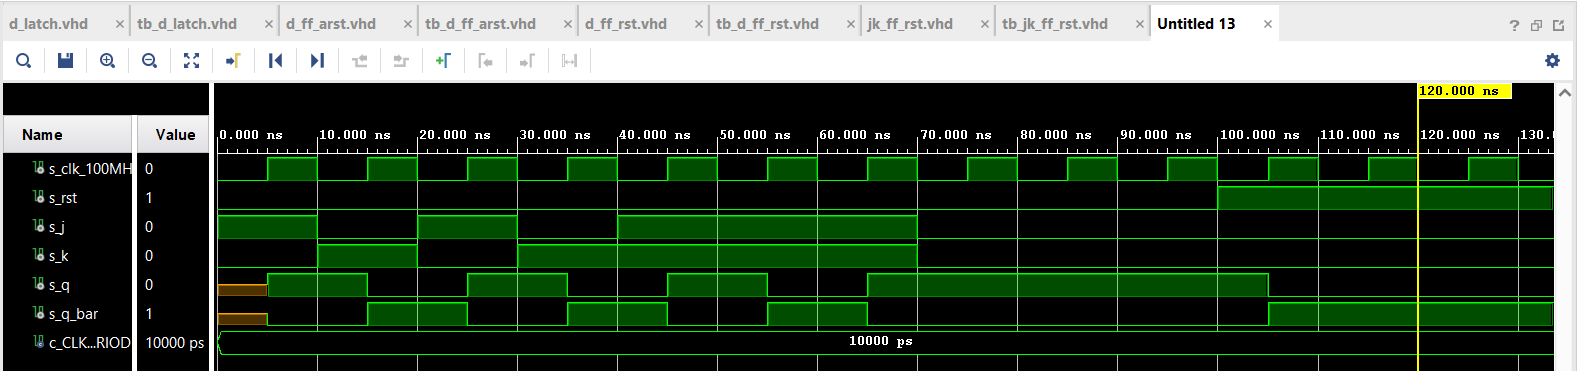 d_latch.vhd × tb_d_latch.vhd × d_ff_arst.vhd × tb_d_ff_arst.vhd × d_ff_rst.vhd × tb_d_ff_rst.vhd × jk_ff_rst.vhd × tb_jk_ff_rst.vhd × Untitled 13 × ?
120.000 ns
Name Value 0.000 ns 10.000 ns 20.000 ns 30.000 ns 40.000 ns 50.000 ns 60.000 ns 70.000 ns 80.000 ns 90.000 ns 100.000 ns 110.000 ns 120.000 ns 130.0
s_clk_100MH 0
s_rst 1
s_j 0
s_k 0
s_q 0
s_q_bar 1
c_CLK...RIOD 10000 ps 10000 ps